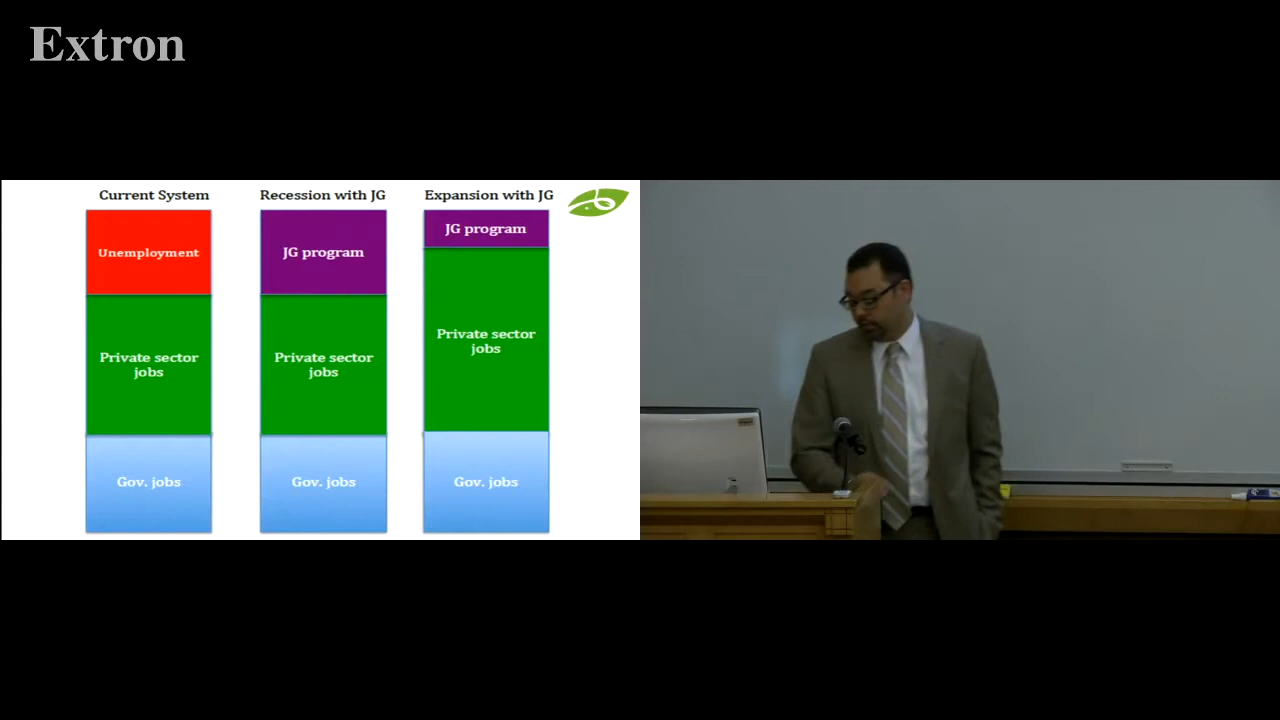 Extron
Current System
Recession with JG
Expansion with JG
Unemployment
JG program
JG program
Private sector
jobs
Private sector
jobs
Private sector
jobs
Gov. jobs
Gov. jobs
Gov. jobs